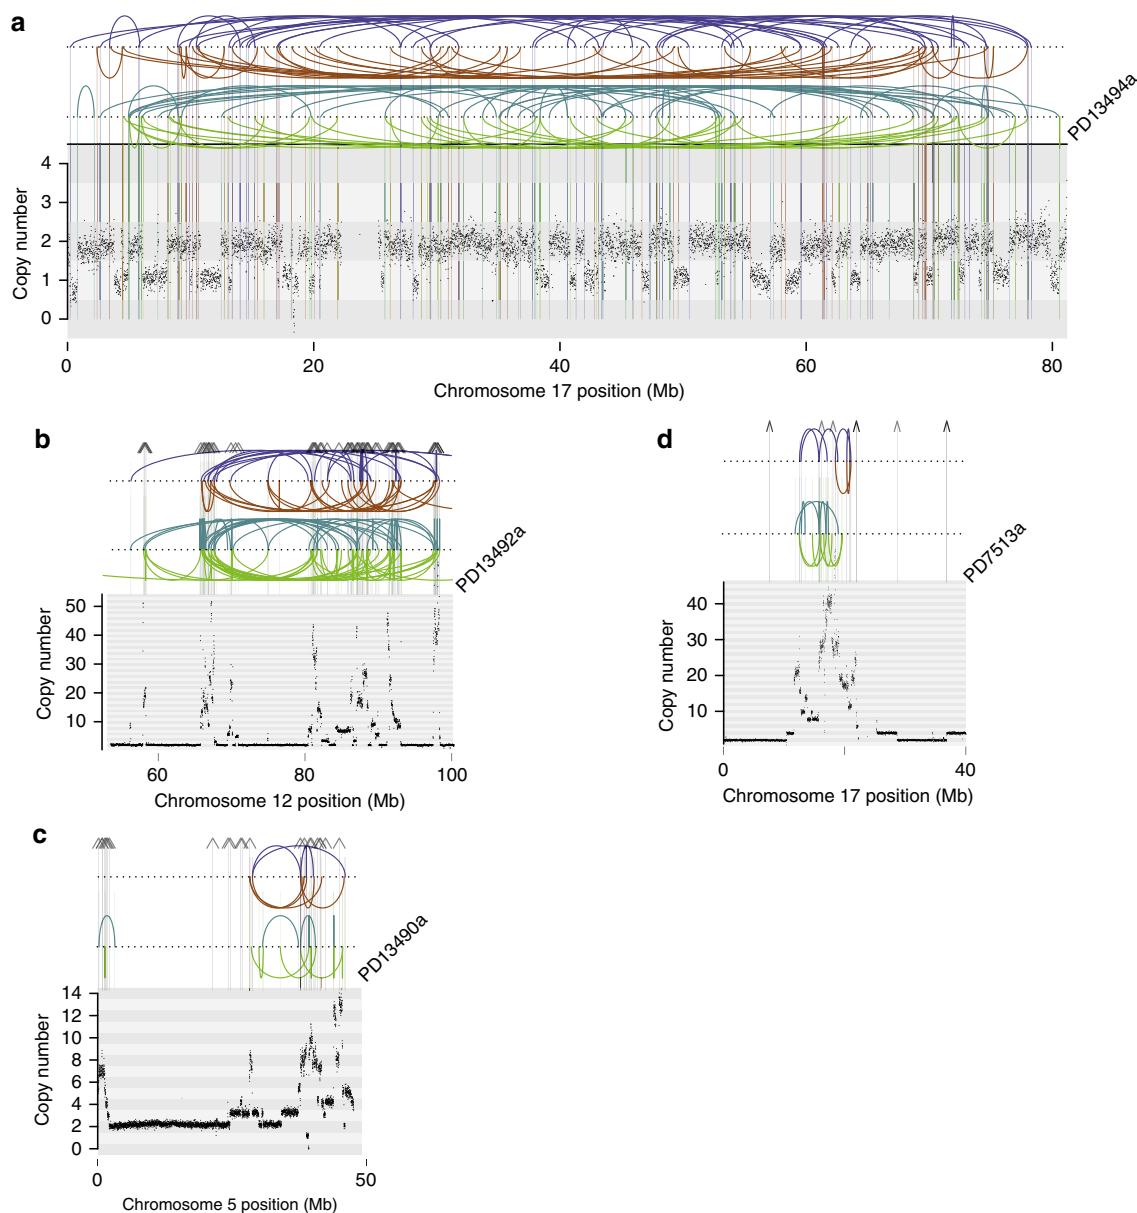 a
PD13494a
Copy number
4
3
2
1
0
0 20 40 60 80
Chromosome 17 position (Mb)
b
PD13492a
Copy number
50
40
30
20
10
60 80 100
Chromosome 12 position (Mb)
d
PD7513a
Copy number
40
30
20
10
0 40
Chromosome 17 position (Mb)
c
PD13490a
Copy number
14
12
10
8
6
4
2
0
0 50
Chromosome 5 position (Mb)